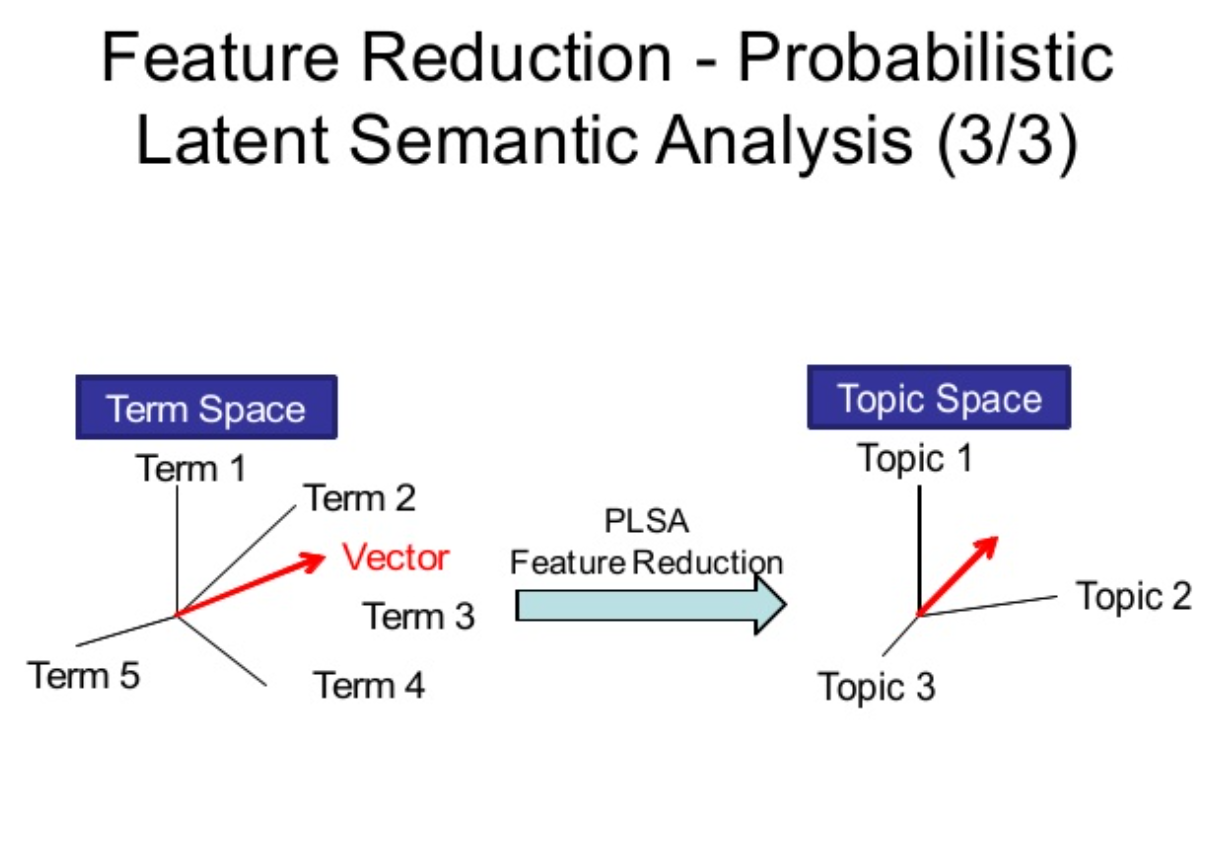 Feature Reduction - Probabilistic
Latent Semantic Analysis (3/3)
Term Space
Term 1
Term 2
Vector
Term 3
Term 4
Term 5
PLSA
Feature Reduction
Topic Space
Topic 1
Topic 2
Topic 3